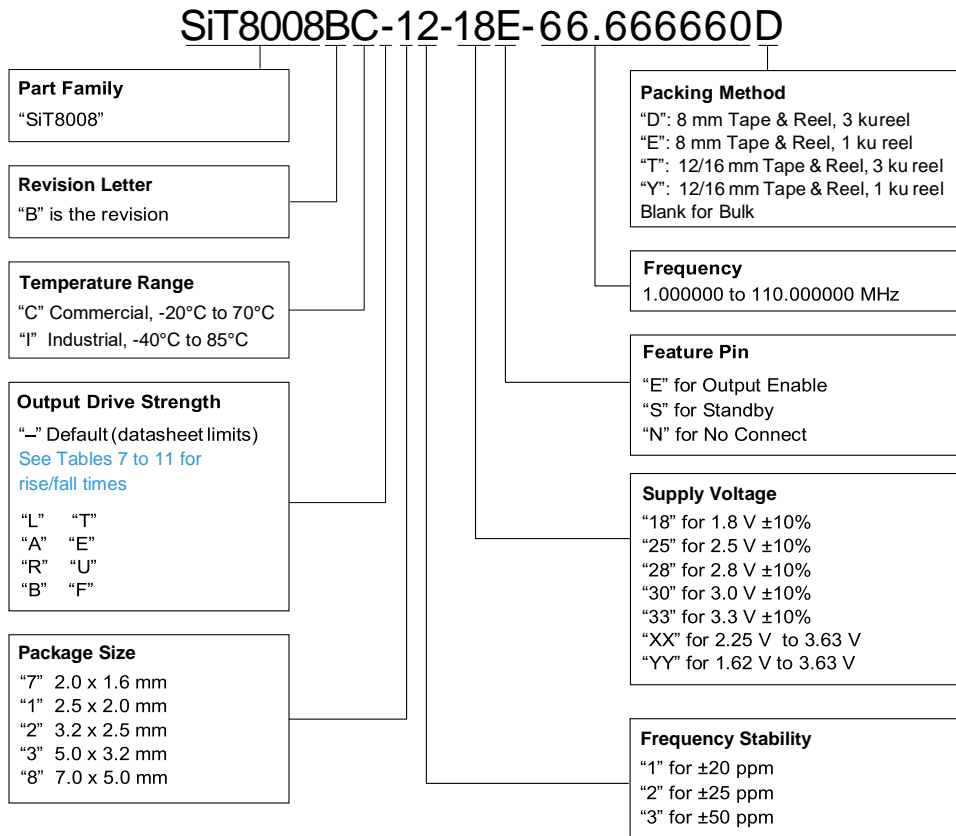 SiT8008BC-12-18E-66.666660D
Part Family
“SiT8008”
Revision Letter
“B” is the revision
Temperature Range
“C” Commercial, -20°C to 70°C
“I” Industrial, -40°C to 85°C
Output Drive Strength
“–” Default (datasheet limits)
See Tables 7 to 11 for
rise/fall times
“L” “T”
“A” “E”
“R” “U”
“B” “F”
Package Size
“7” 2.0 x 1.6 mm
“1” 2.5 x 2.0 mm
“2” 3.2 x 2.5 mm
“3” 5.0 x 3.2 mm
“8” 7.0 x 5.0 mm
Packing Method
“D”: 8 mm Tape & Reel, 3 kureel
“E”: 8 mm Tape & Reel, 1 ku reel
“T”: 12/16 mm Tape & Reel, 3 ku reel
“Y”: 12/16 mm Tape & Reel, 1 ku reel
Blank for Bulk
Frequency
1.000000 to 110.000000 MHz
Feature Pin
“E” for Output Enable
“S” for Standby
“N” for No Connect
Supply Voltage
“18” for 1.8 V ±10%
“25” for 2.5 V ±10%
“28” for 2.8 V ±10%
“30” for 3.0 V ±10%
“33” for 3.3 V ±10%
“XX” for 2.25 V to 3.63 V
“YY” for 1.62 V to 3.63 V
Frequency Stability
“1” for ±20 ppm
“2” for ±25 ppm
“3” for ±50 ppm